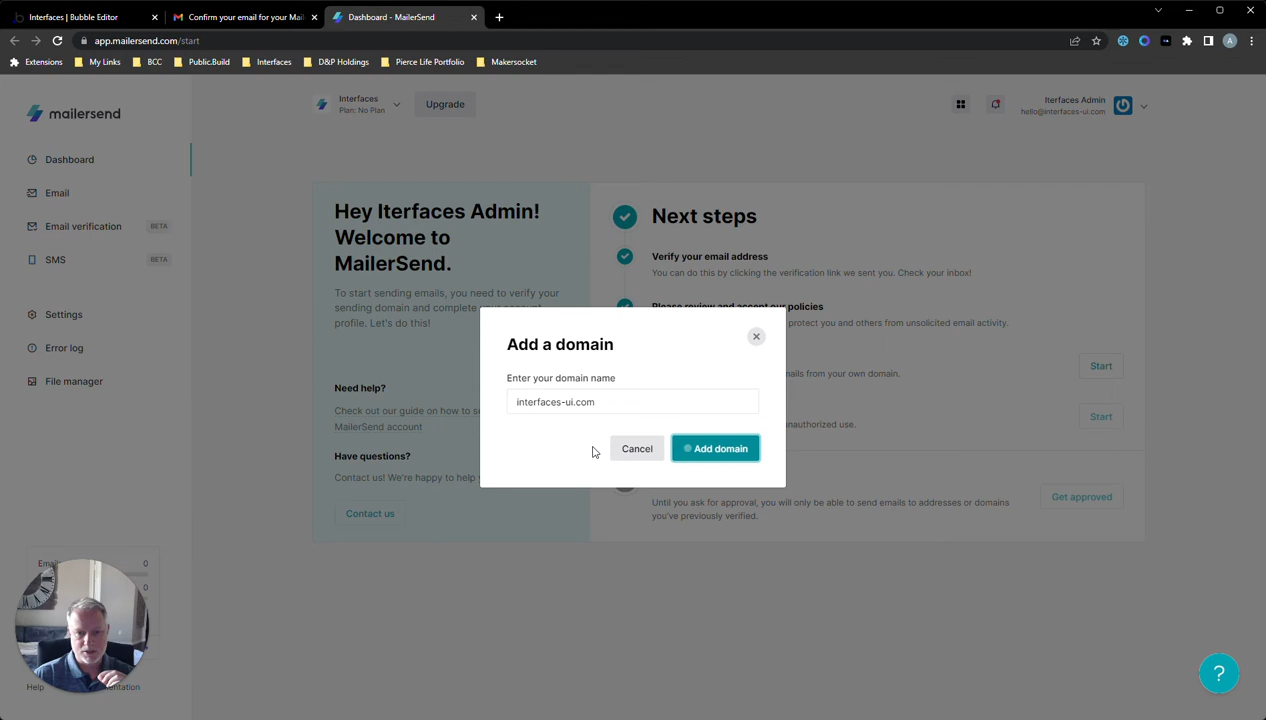 Interfaces | Bubble Editor
Confirm your email for your Mai
Dashboard - MailerSend
app.mailersend.com/start
A
Extensions
My Links
BCC
Public.Build
Interfaces
D&P Holdings
Pierce Life Portfolio
Makersocket
mailersend
Interfaces
Plan: No Plan
Upgrade
Iterfaces Admin
hello@interfaces-ui.com
Dashboard
Email
Email verification
BETA
SMS
BETA
Settings
Error log
File manager
Hey Iterfaces Admin!
Welcome to
MailerSend.
To start sending emails, you need to verify your
sending domain and complete your account
profile. Let's do this!
Need help?
Check out our guide on how to se
MailerSend account
Have questions?
Contact us! We're happy to help
Contact us
Next steps
Verify your email address
You can do this by clicking the verification link we sent you. Check your inbox!
Please review and accept our policies
protect you and others from unsolicited email activity.
mails from your own domain.
Start
nauthorized use.
Start
Until you ask for approval, you will only be able to send emails to addresses or domains
you've previously verified.
Get approved
Add a domain
Enter your domain name
interfaces-ui.com
Cancel
Add domain
Email
0
0
Help
entation
?